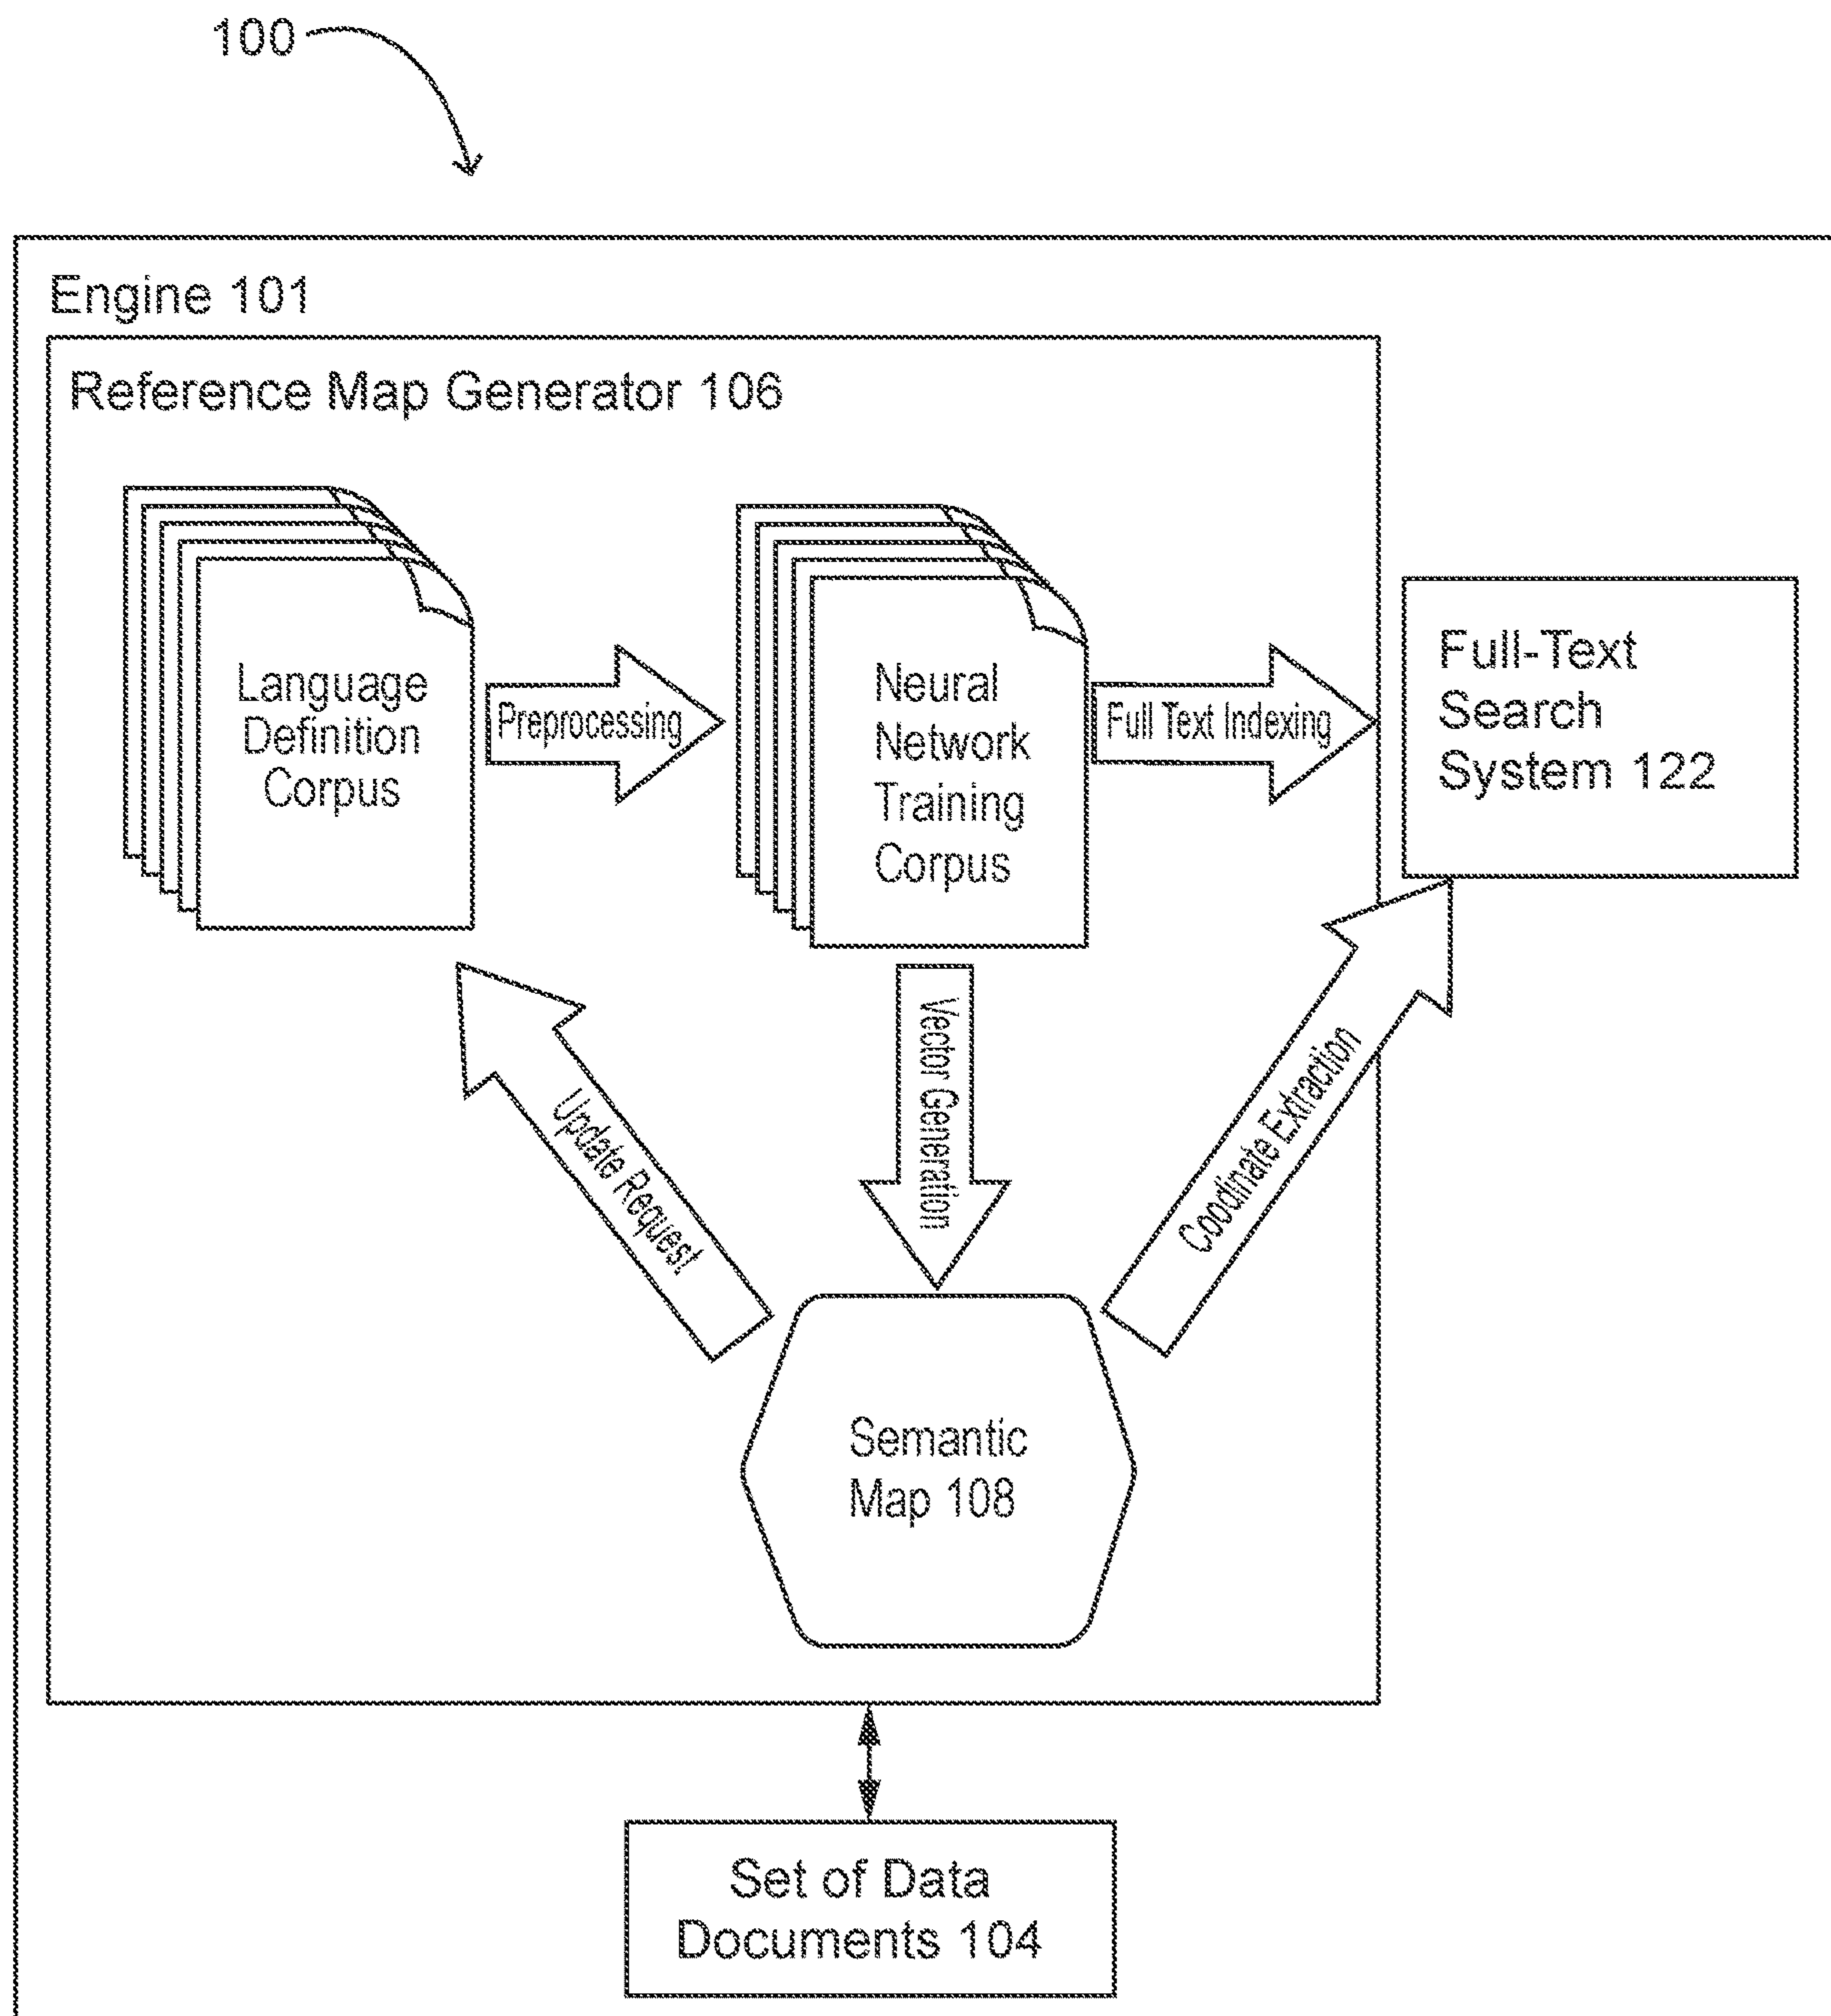 100
Engine 101
Reference Map Generator 106
Language
Definition
Corpus
Preprocessing
Neural
Network
Training
Corpus
Full Text Indexing
Full-Text
Search
System 122
Update Request
Vector Generation
Coodinate Extraction
Semantic
Map 108
Set of Data
Documents 104